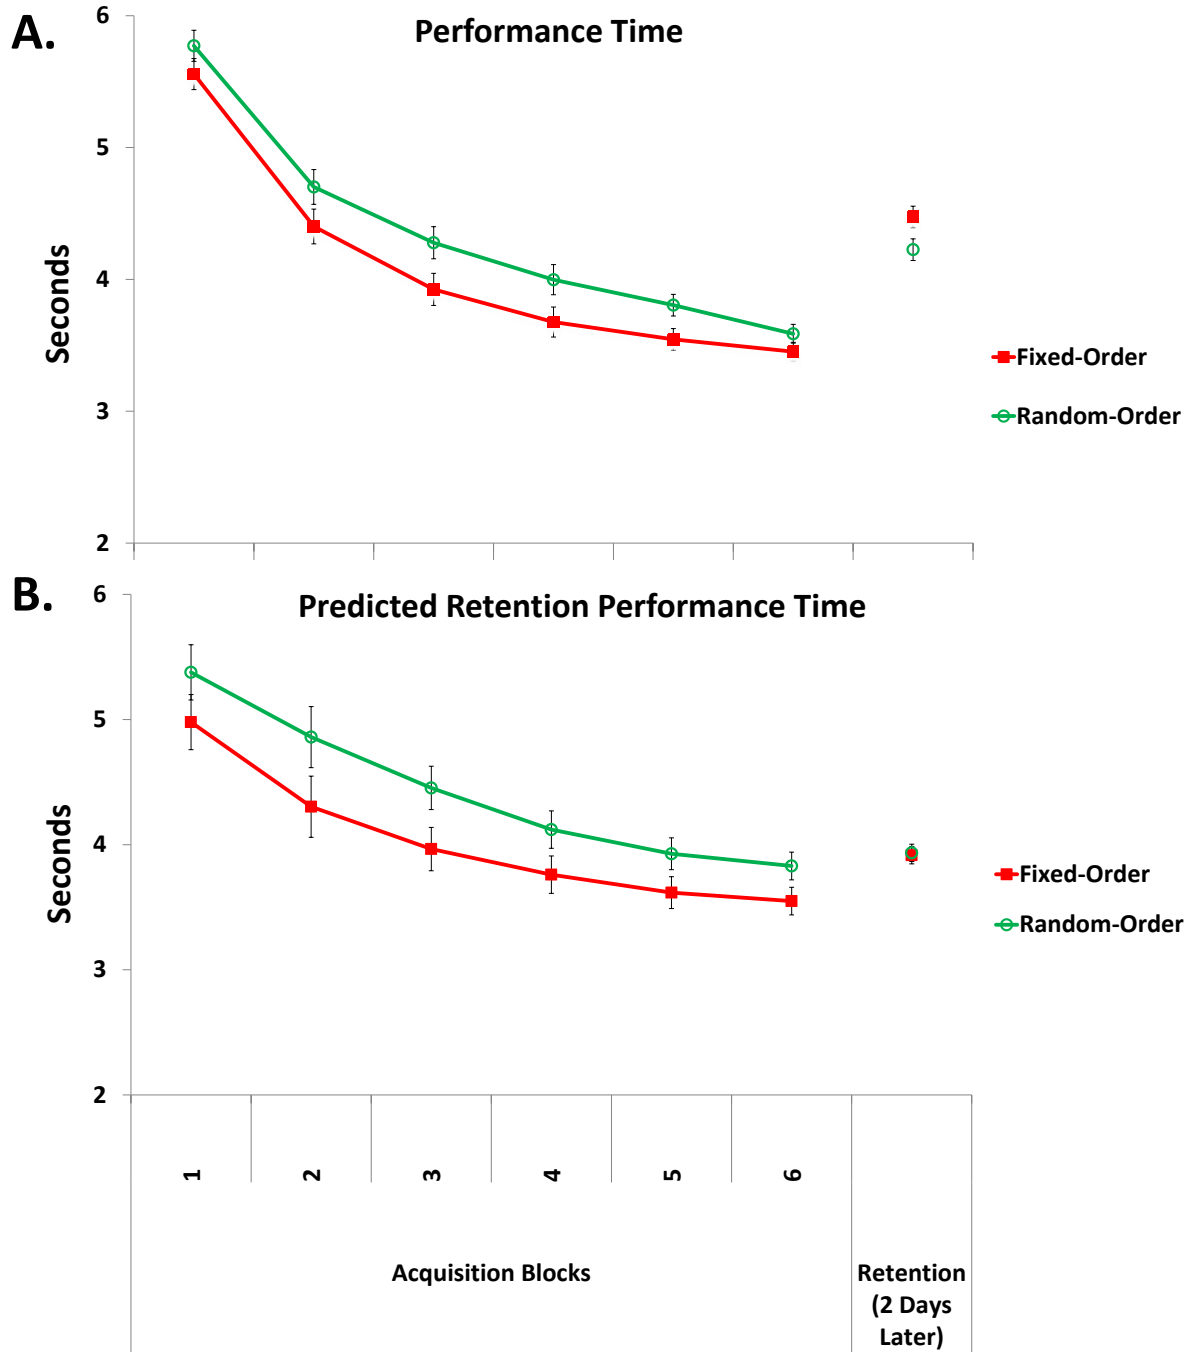 A.
Performance Time
6
5
4
3
2
Seconds
Fixed-Order
Random-Order
B.
Predicted Retention Performance Time
6
5
4
3
2
Seconds
Fixed-Order
Random-Order
1
2
3
4
5
6
Acquisition Blocks
Retention
(2 Days
Later)